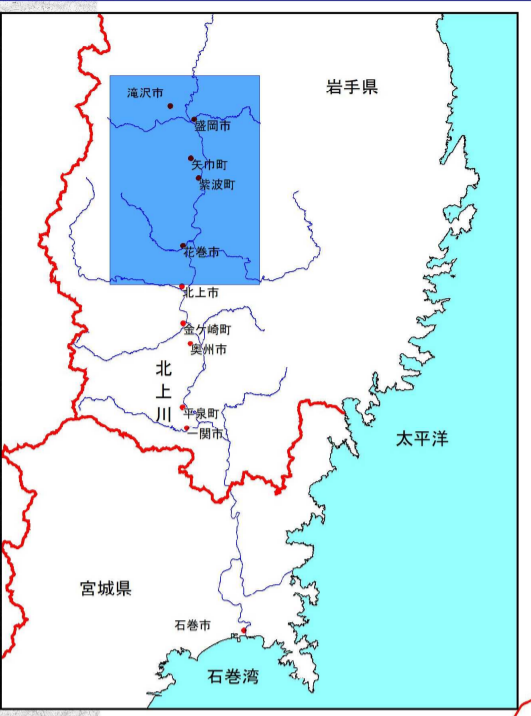 岩手県
滝沢市
盛岡市
矢巾町
紫波町
花巻市
北上市
金ケ崎町
奥州市
北上川
平泉町
一関市
太平洋
宮城県
石巻市
石巻湾